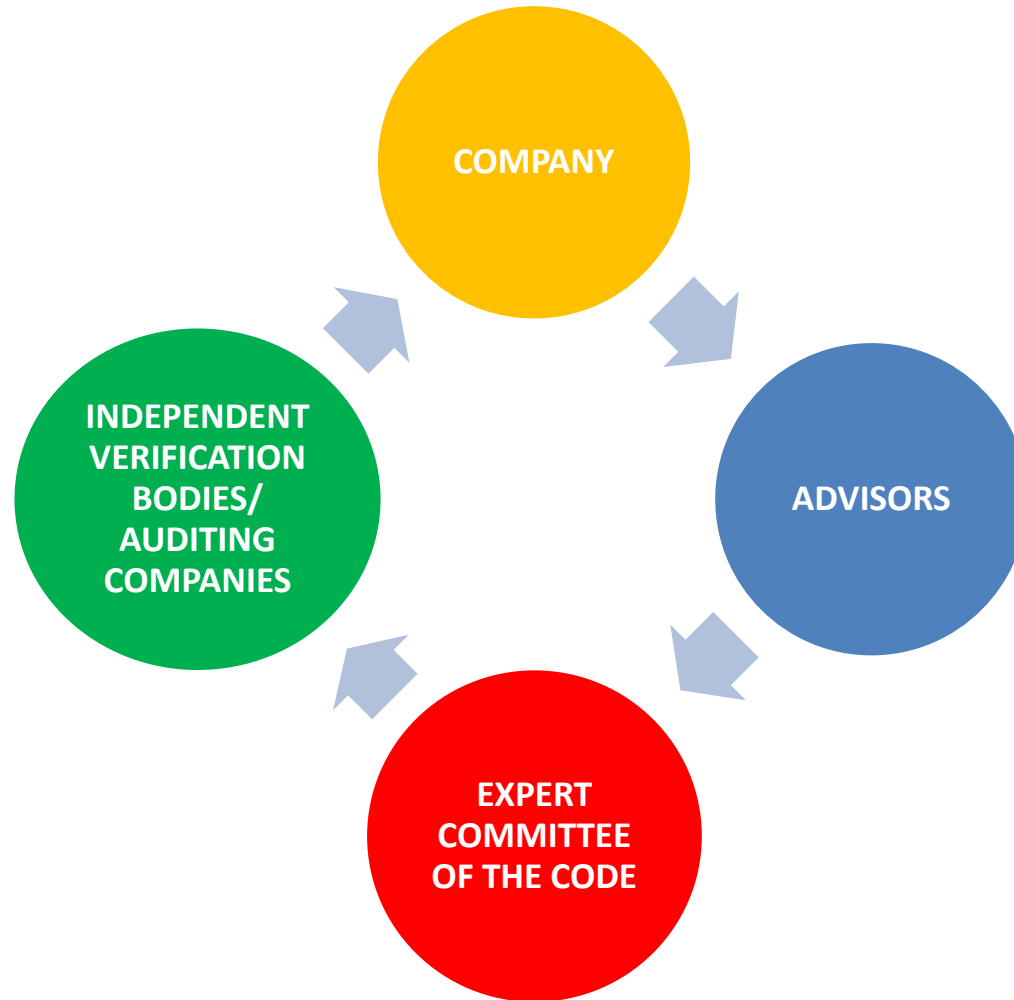 COMPANY
ADVISORS
EXPERT
COMMITTEE
OF THE CODE
INDEPENDENT
VERIFICATION
BODIES/
AUDITING
COMPANIES